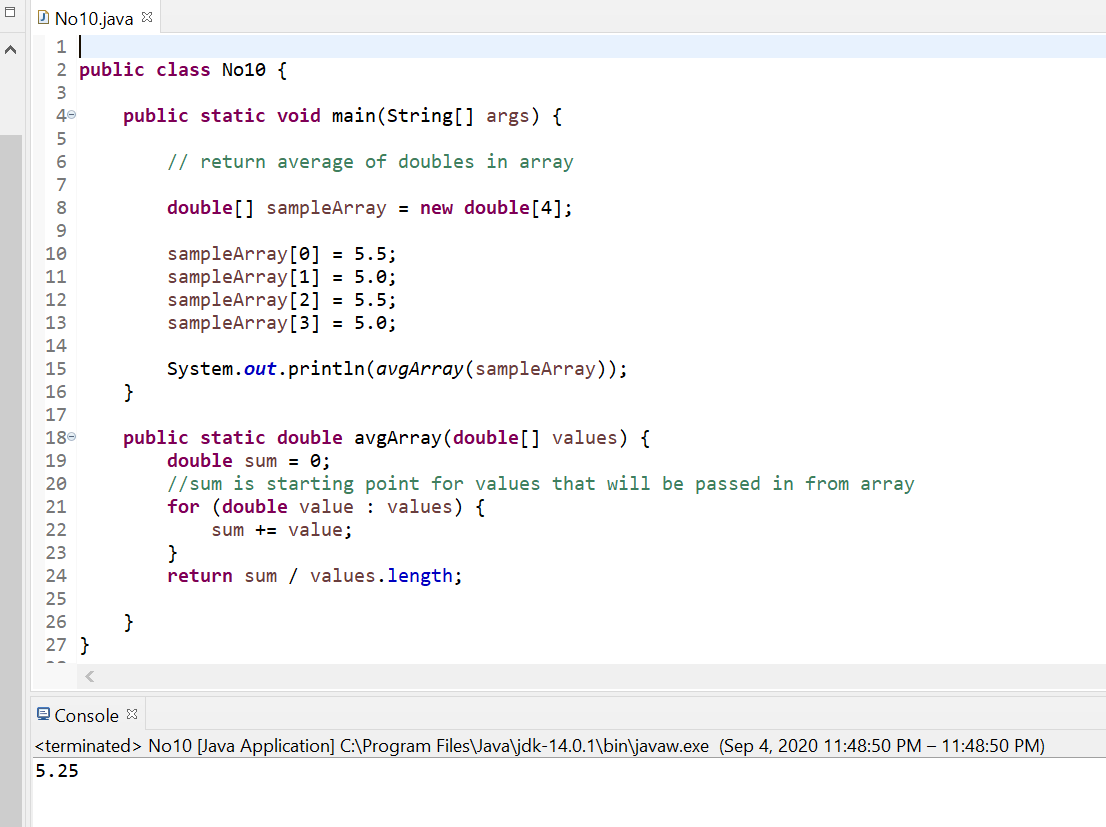 No10.java
1
2 public class No10 {
3
4 public static void main(String[] args) {
5
6 // return average of doubles in array
7
8 double[] sampleArray = new double[4];
9
10 sampleArray[0] = 5.5;
11 sampleArray[1] = 5.0;
12 sampleArray[2] = 5.5;
13 sampleArray[3] = 5.0;
14
15 System.out.println(avgArray(sampleArray));
16 }
17
18 public static double avgArray(double[] values) {
19 double sum = 0;
20 //sum is starting point for values that will be passed in from array
21 for (double value : values) {
22 sum += value;
23 }
24 return sum / values.length;
25
26 }
27 }
Console
<terminated> No10 [Java Application] C:\Program Files\Java\jdk-14.0.1\bin\javaw.exe (Sep 4, 2020 11:48:50 PM – 11:48:50 PM)
5.25